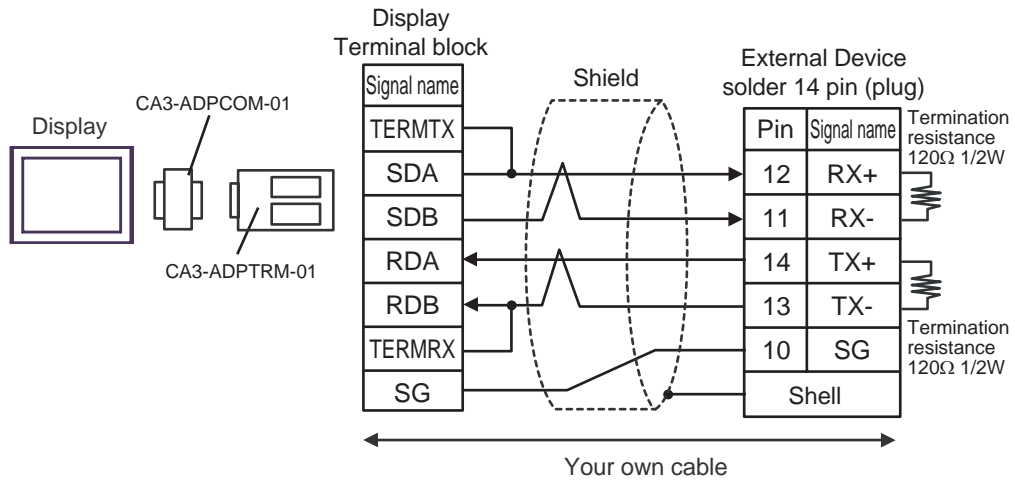 Display
Terminal block
Signal name
TERMTX
SDA
SDB
RDA
RDB
TERMRX
SG
Shield
External Device
solder 14 pin (plug)
Pin Signal name
12 RX+
11 RX-
14 TX+
13 TX-
10 SG
Shell
Termination
resistance
120Ω 1/2W
Termination
resistance
120Ω 1/2W
CA3-ADPCOM-01
Display
CA3-ADPTRM-01
Your own cable